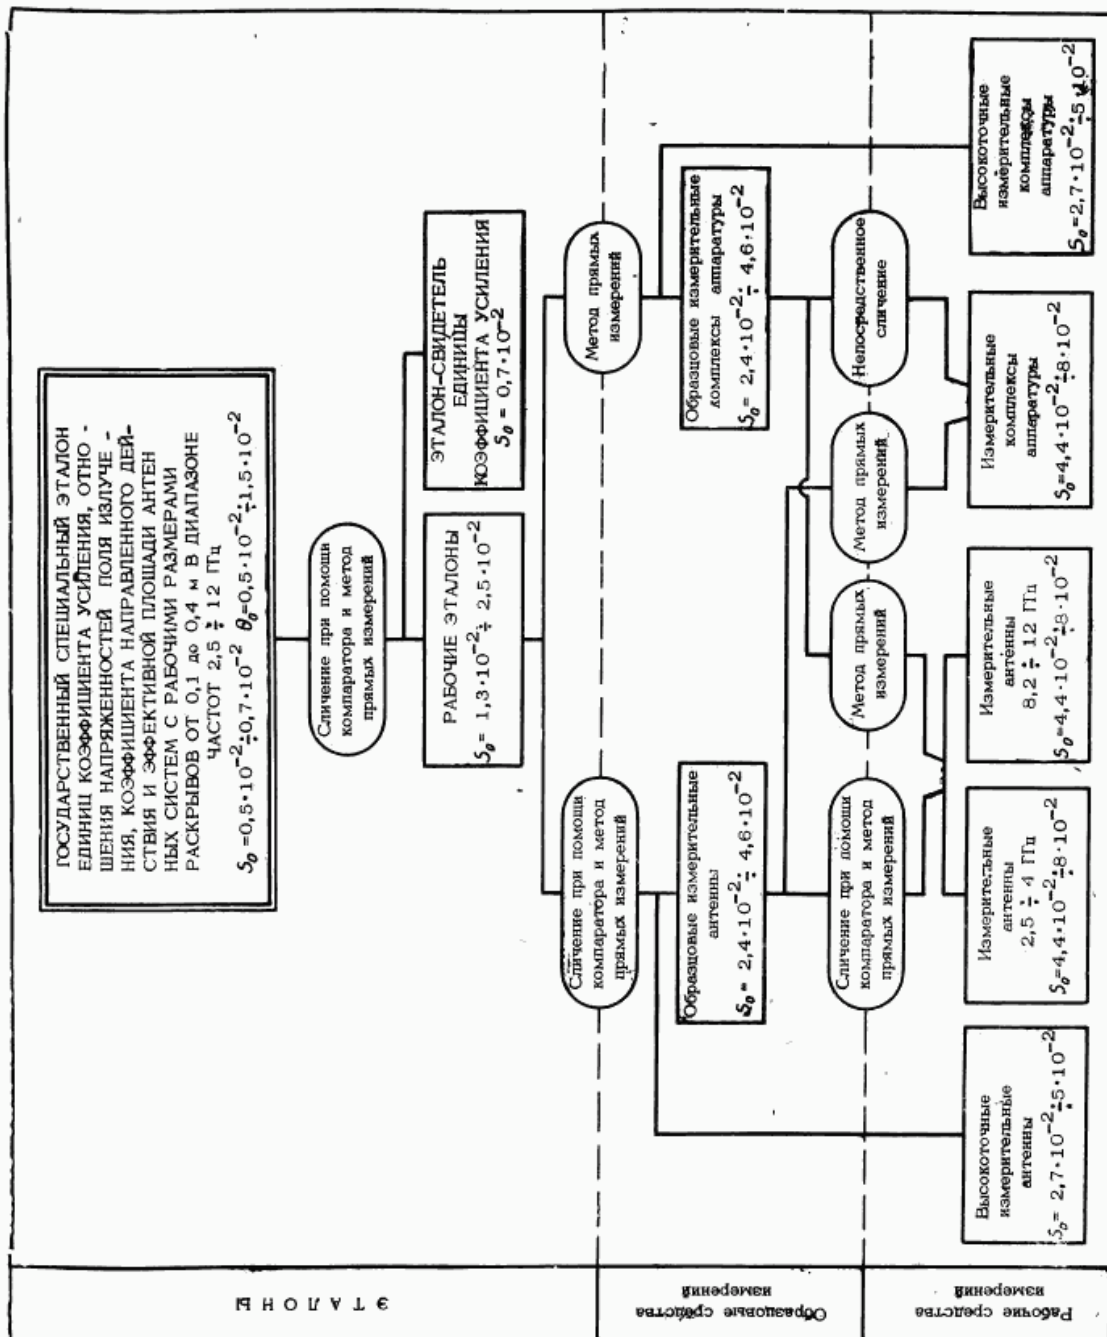 ГОСУДАРСТВЕННЫЙ СПЕЦИАЛЬНЫЙ ЭТАЛОН
ЕДИНИЦ КОЭФФИЦИЕНТА УСИЛЕНИЯ, ОТНО -
ШЕНИЯ НАПРЯЖЕННОСТЕЙ ПОЛЯ ИЗЛУЧЕ -
НИЯ, КОЭФФИЦИЕНТА НАПРАВЛЕННОГО ДЕЙ-
СТВИЯ И ЭФФЕКТИВНОЙ ПЛОЩАДИ АНТЕН
НЫХ СИСТЕМ С РАБОЧИМИ РАЗМЕРАМИ
РАСКРЫВОВ ОТ 0,1 до 0,4 м В ДИАПАЗОНЕ
ЧАСТОТ 2,5 ÷ 12 ГГц
S₀=0,5·10⁻²÷0,7·10⁻² θ₀=0,5·10⁻²÷1,5·10⁻²
Сличение при помощи
компаратора и метод
прямых измерений
РАБОЧИЕ ЭТАЛОНЫ
S₀= 1,3·10⁻²÷ 2,5·10⁻²
ЭТАЛОН-СВИДЕТЕЛЬ
ЕДИНИЦЫ
КОЭФФИЦИЕНТА УСИЛЕНИЯ
S₀ = 0,7·10⁻²
Сличение при помощи
компаратора и метод
прямых измерений
Метод прямых
измерений
Образцовые измерительные
антенны
S₀= 2,4·10⁻²÷ 4,6·10⁻²
Образцовые измерительные
комплексы аппаратуры
S₀= 2,4·10⁻²÷ 4,6·10⁻²
Сличение при помощи
компаратора и метод
прямых измерений
Метод прямых
измерений
Метод прямых
измерений
Непосредственное
сличение
Высокоточные
измерительные
антенны
S₀= 2,7·10⁻²÷5·10⁻²
Измерительные
антенны
2,5 ÷ 4 ГГц
S₀=4,4·10⁻²÷8·10⁻²
Измерительные
антенны
8,2 ÷ 12 ГГц
S₀=4,4·10⁻²÷8·10⁻²
Измерительные
комплексы
аппаратуры
S₀=4,4·10⁻²÷8·10⁻²
Высокоточные
измерительные
комплексы
аппаратуры
S₀=2,7·10⁻²÷5·10⁻²
ЭТАЛОНЫ
Образцовые средства
измерений
Рабочие средства
измерений